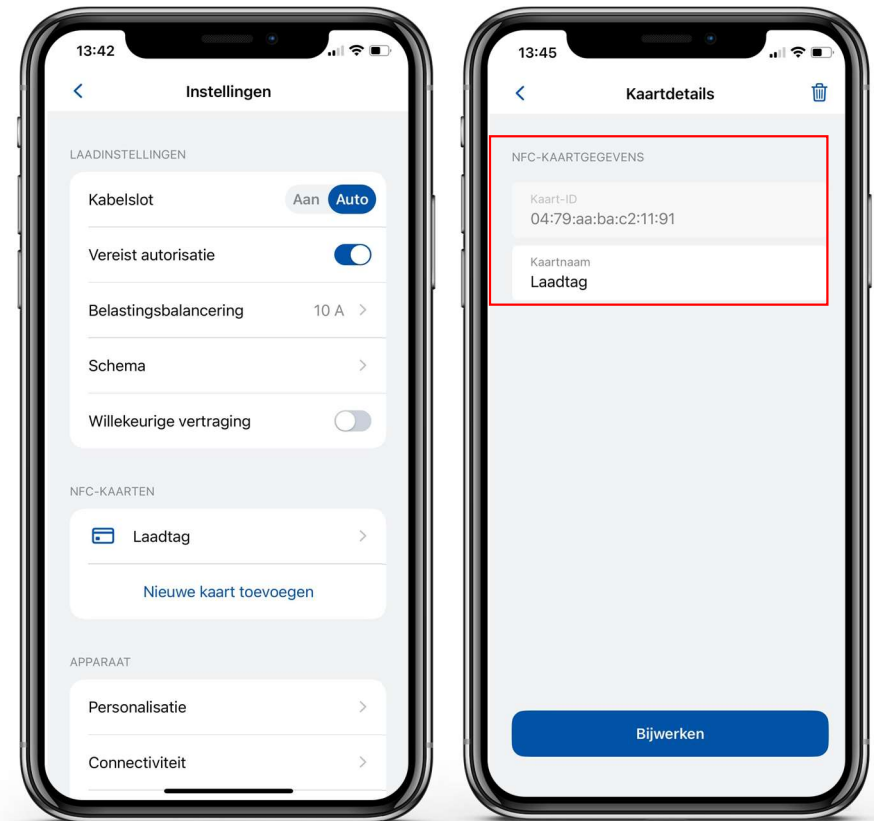 13:42
Instellingen
LAADINSTELLINGEN
Kabelslot Aan Auto
Vereist autorisatie
Belastingsbalancering 10 A
Schema
Willekeurige vertraging
NFC-KAARTEN
Laadtag
Nieuwe kaart toevoegen
APPARAAT
Personalisatie
Connectiviteit
13:45
Kaartdetails
NFC-KAARTGEGEVENS
Kaart-ID
04:79:aa:ba:c2:11:91
Kaartnaam
Laadtag
Bijwerken